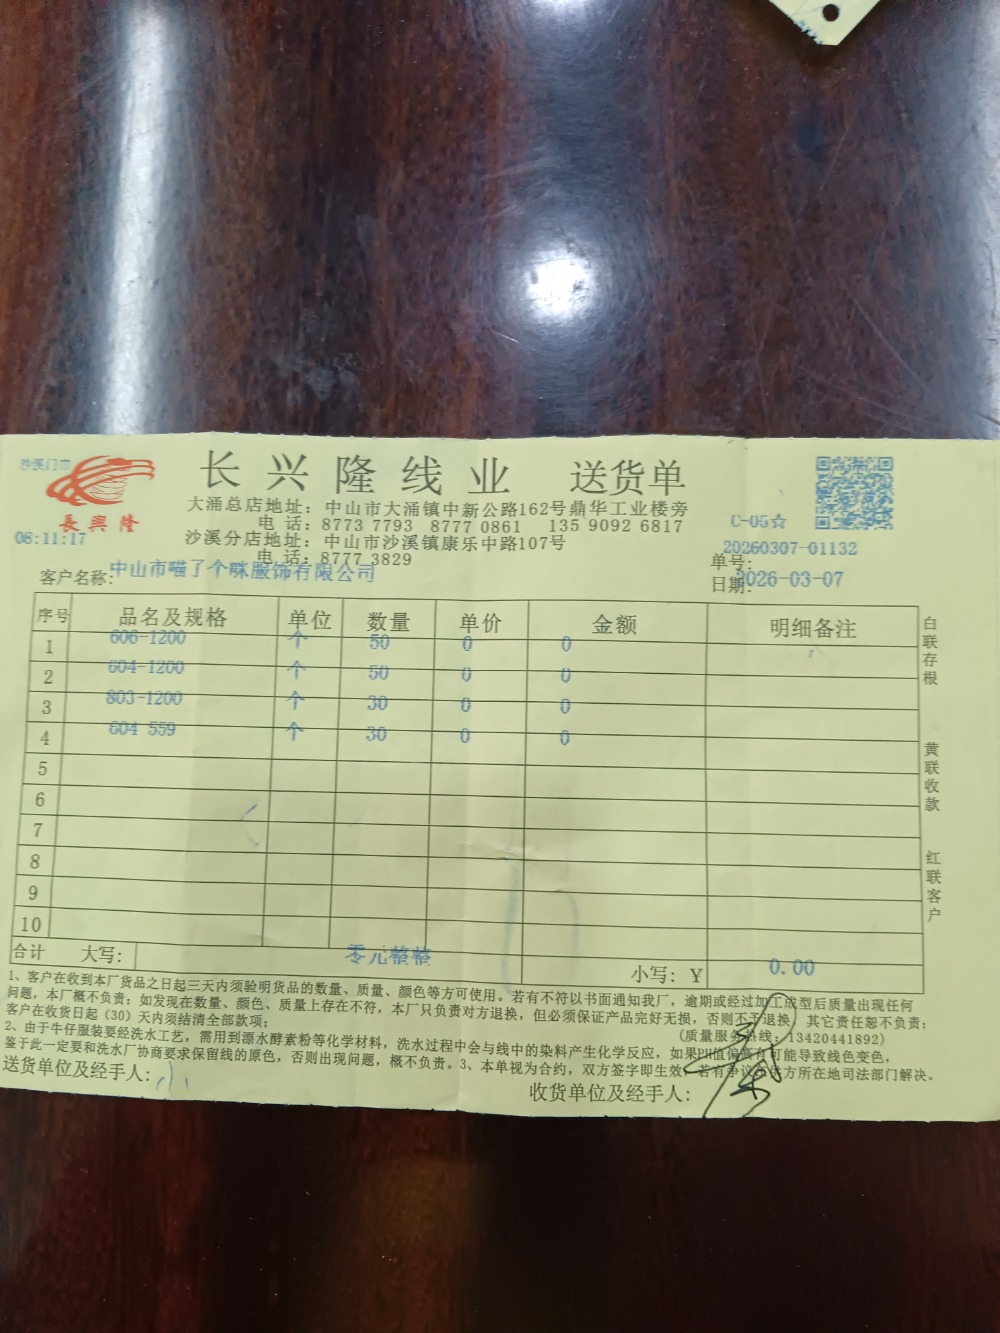 沙溪门市
長興隆
08:11:17
长兴隆线业 送货单
大涌总店地址：中山市大涌镇中新公路162号鼎华工业楼旁
电话：8773 7793 8777 0861 135 9092 6817
沙溪分店地址：中山市沙溪镇康乐中路107号
电话：8777 3829
C-05☆
单号：20260307-01132
日期：2026-03-07
客户名称：中山市喵了个咪服饰有限公司
序号 品名及规格 单位 数量 单价 金额 明细备注
1 606-1200 个 50 0 0
2 604-1200 个 50 0 0
3 803-1200 个 30 0 0
4 604 559 个 30 0 0
5
6
7
8
9
10
合计 大写： 零元整整 小写：Y 0.00
白联存根
黄联收款
红联客户
1、客户在收到本厂货品之日起三天内须验明货品的数量、质量、颜色等方可使用。若有不符以书面通知我厂，逾期或经过加工成型后质量出现任何
问题，本厂概不负责；如发现在数量、颜色、质量上存在不符，本厂只负责对方退换，但必须保证产品完好无损，否则不予退换，其它责任恕不负责；
客户在收货日起（30）天内须结清全部款项；
(质量服务热线：13420441892)
2、由于牛仔服装要经洗水工艺，需用到漂水酵素粉等化学材料，洗水过程中会与线中的染料产生化学反应，如果PH值偏高有可能导致线色变色，
鉴于此一定要和洗水厂协商要求保留线的原色，否则出现问题，概不负责。3、本单视为合约，双方签字即生效，若有争议在供方所在地司法部门解决。
送货单位及经手人：
收货单位及经手人：